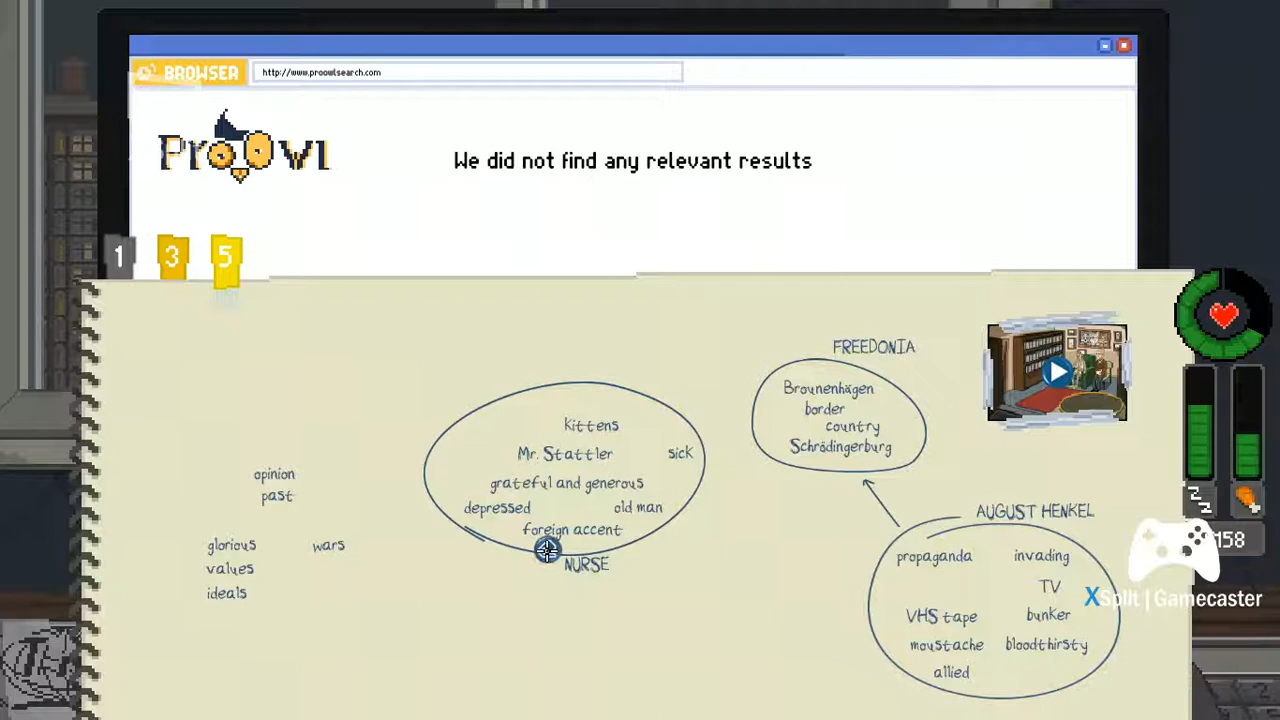 BROWSER
http://www.proowlsearch.com
PrOOwl
We did not find any relevant results
1
3
5
FREEDONIA
Brounenhägen
border
country
Schrödingerburg
kittens
Mr. Stattler
sick
grateful and generous
depressed
old man
foreign accent
NURSE
opinion
past
glorious
wars
values
ideals
AUGUST HENKEL
propaganda
invading
TV
VHS tape
bunker
moustache
bloodthirsty
allied
158
XSplit | Gamecaster